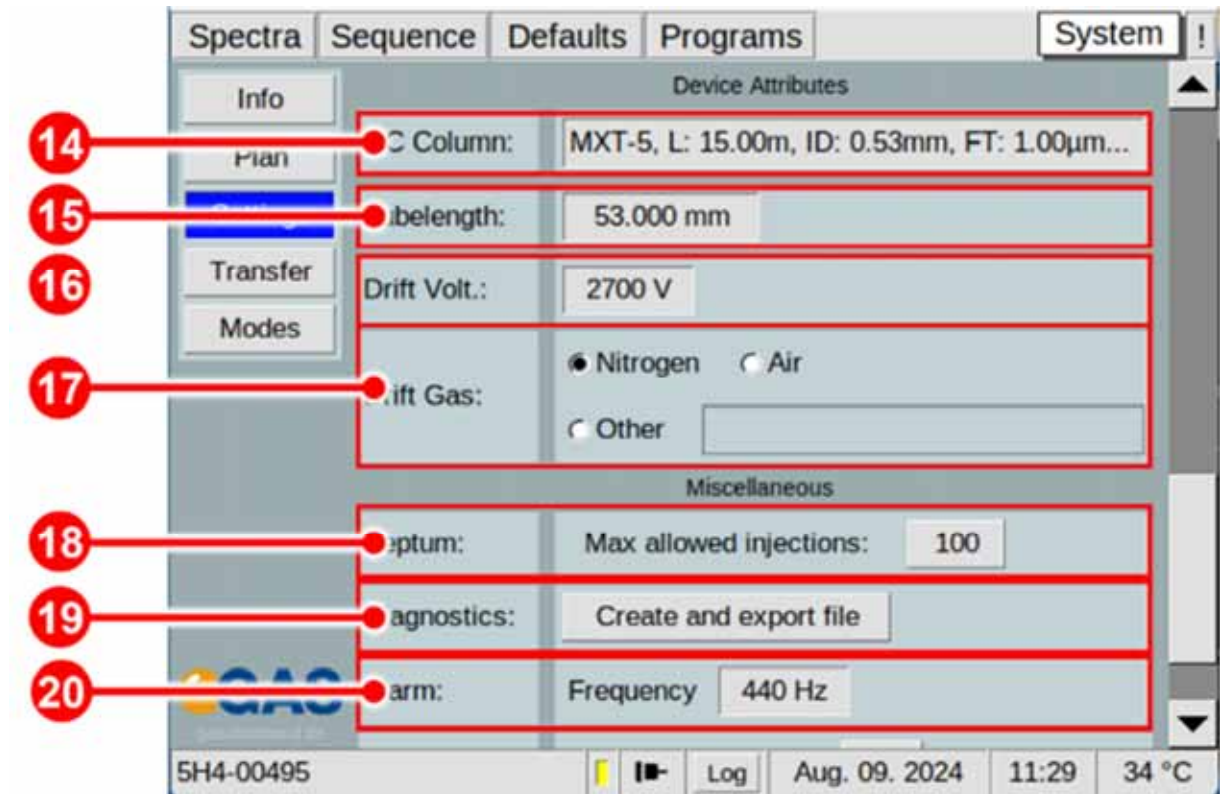 Spectra Sequence Defaults Programs System !
Info
Plan
Transfer
Modes
Device Attributes
14 C Column: MXT-5, L: 15.00m, ID: 0.53mm, FT: 1.00µm...
15 belength: 53.000 mm
16 Drift Volt.: 2700 V
17 ift Gas: Nitrogen Air
Other
Miscellaneous
18 eptum: Max allowed injections: 100
19 agnostics: Create and export file
20 arm: Frequency 440 Hz
GAS
5H4-00495 Log Aug. 09. 2024 11:29 34 °C